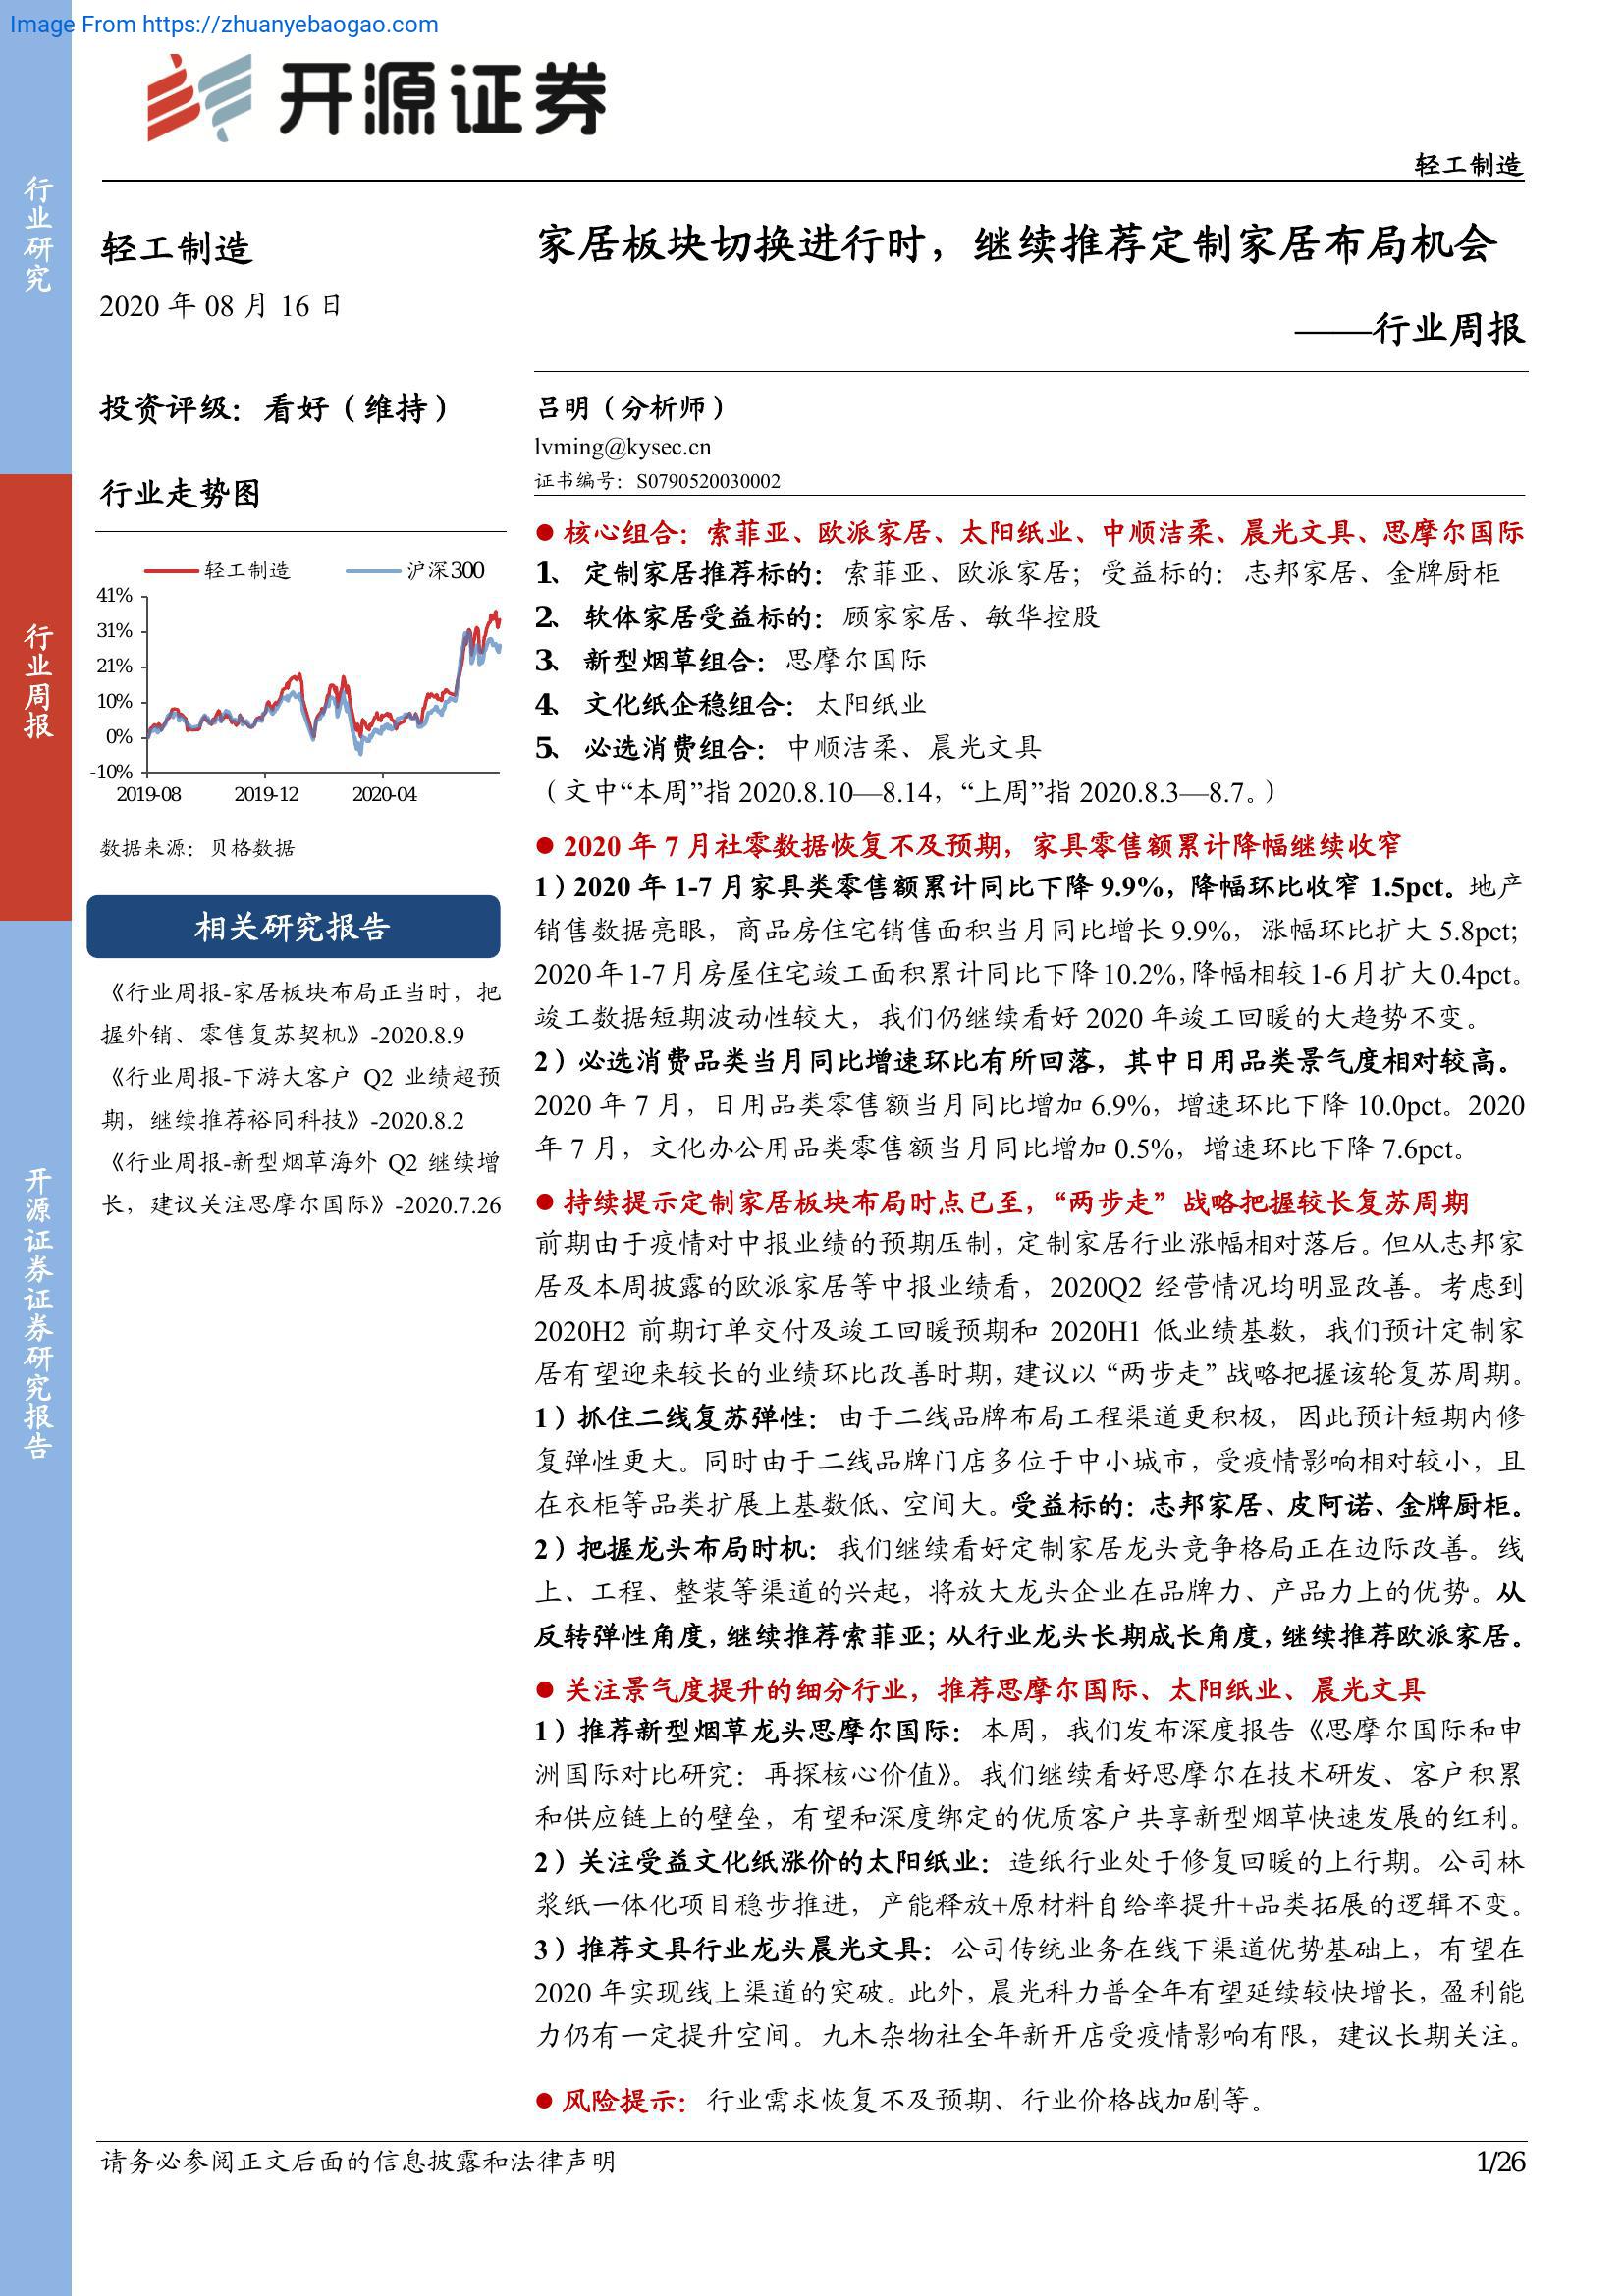 Image From https://zhuanyebaogao.com
开源证券
轻工制造
行业研究
行业周报
开源证券证券研究报告
轻工制造
2020 年 08 月 16 日
投资评级：看好（维持）
行业走势图
轻工制造 沪深300
41%
31%
21%
10%
0%
-10%
2019-08 2019-12 2020-04
数据来源：贝格数据
相关研究报告
《行业周报-家居板块布局正当时，把
握外销、零售复苏契机》-2020.8.9
《行业周报-下游大客户 Q2 业绩超预
期，继续推荐裕同科技》-2020.8.2
《行业周报-新型烟草海外 Q2 继续增
长，建议关注思摩尔国际》-2020.7.26
家居板块切换进行时，继续推荐定制家居布局机会
——行业周报
吕明（分析师）
lvming@kysec.cn
证书编号：S0790520030002
● 核心组合：索菲亚、欧派家居、太阳纸业、中顺洁柔、晨光文具、思摩尔国际
1、 定制家居推荐标的：索菲亚、欧派家居；受益标的：志邦家居、金牌厨柜
2、 软体家居受益标的：顾家家居、敏华控股
3、 新型烟草组合：思摩尔国际
4、 文化纸企稳组合：太阳纸业
5、 必选消费组合：中顺洁柔、晨光文具
（文中“本周”指 2020.8.10—8.14，“上周”指 2020.8.3—8.7。）
● 2020 年 7 月社零数据恢复不及预期，家具零售额累计降幅继续收窄
1）2020 年 1-7 月家具类零售额累计同比下降 9.9%，降幅环比收窄 1.5pct。地产
销售数据亮眼，商品房住宅销售面积当月同比增长 9.9%，涨幅环比扩大 5.8pct;
2020 年 1-7 月房屋住宅竣工面积累计同比下降 10.2%，降幅相较 1-6 月扩大 0.4pct。
竣工数据短期波动性较大，我们仍继续看好 2020 年竣工回暖的大趋势不变。
2）必选消费品类当月同比增速环比有所回落，其中日用品类景气度相对较高。
2020 年 7 月，日用品类零售额当月同比增加 6.9%，增速环比下降 10.0pct。2020
年 7 月，文化办公用品类零售额当月同比增加 0.5%，增速环比下降 7.6pct。
● 持续提示定制家居板块布局时点已至，“两步走”战略把握较长复苏周期
前期由于疫情对中报业绩的预期压制，定制家居行业涨幅相对落后。但从志邦家
居及本周披露的欧派家居等中报业绩看，2020Q2 经营情况均明显改善。考虑到
2020H2 前期订单交付及竣工回暖预期和 2020H1 低业绩基数，我们预计定制家
居有望迎来较长的业绩环比改善时期，建议以“两步走”战略把握该轮复苏周期。
1）抓住二线复苏弹性：由于二线品牌布局工程渠道更积极，因此预计短期内修
复弹性更大。同时由于二线品牌门店多位于中小城市，受疫情影响相对较小，且
在衣柜等品类扩展上基数低、空间大。受益标的：志邦家居、皮阿诺、金牌厨柜。
2）把握龙头布局时机：我们继续看好定制家居龙头竞争格局正在边际改善。线
上、工程、整装等渠道的兴起，将放大龙头企业在品牌力、产品力上的优势。从
反转弹性角度，继续推荐索菲亚；从行业龙头长期成长角度，继续推荐欧派家居。
● 关注景气度提升的细分行业，推荐思摩尔国际、太阳纸业、晨光文具
1）推荐新型烟草龙头思摩尔国际：本周，我们发布深度报告《思摩尔国际和申
洲国际对比研究：再探核心价值》。我们继续看好思摩尔在技术研发、客户积累
和供应链上的壁垒，有望和深度绑定的优质客户共享新型烟草快速发展的红利。
2）关注受益文化纸涨价的太阳纸业：造纸行业处于修复回暖的上行期。公司林
浆纸一体化项目稳步推进，产能释放+原材料自给率提升+品类拓展的逻辑不变。
3）推荐文具行业龙头晨光文具：公司传统业务在线下渠道优势基础上，有望在
2020 年实现线上渠道的突破。此外，晨光科力普全年有望延续较快增长，盈利能
力仍有一定提升空间。九木杂物社全年新开店受疫情影响有限，建议长期关注。
● 风险提示：行业需求恢复不及预期、行业价格战加剧等。
请务必参阅正文后面的信息披露和法律声明
1/26